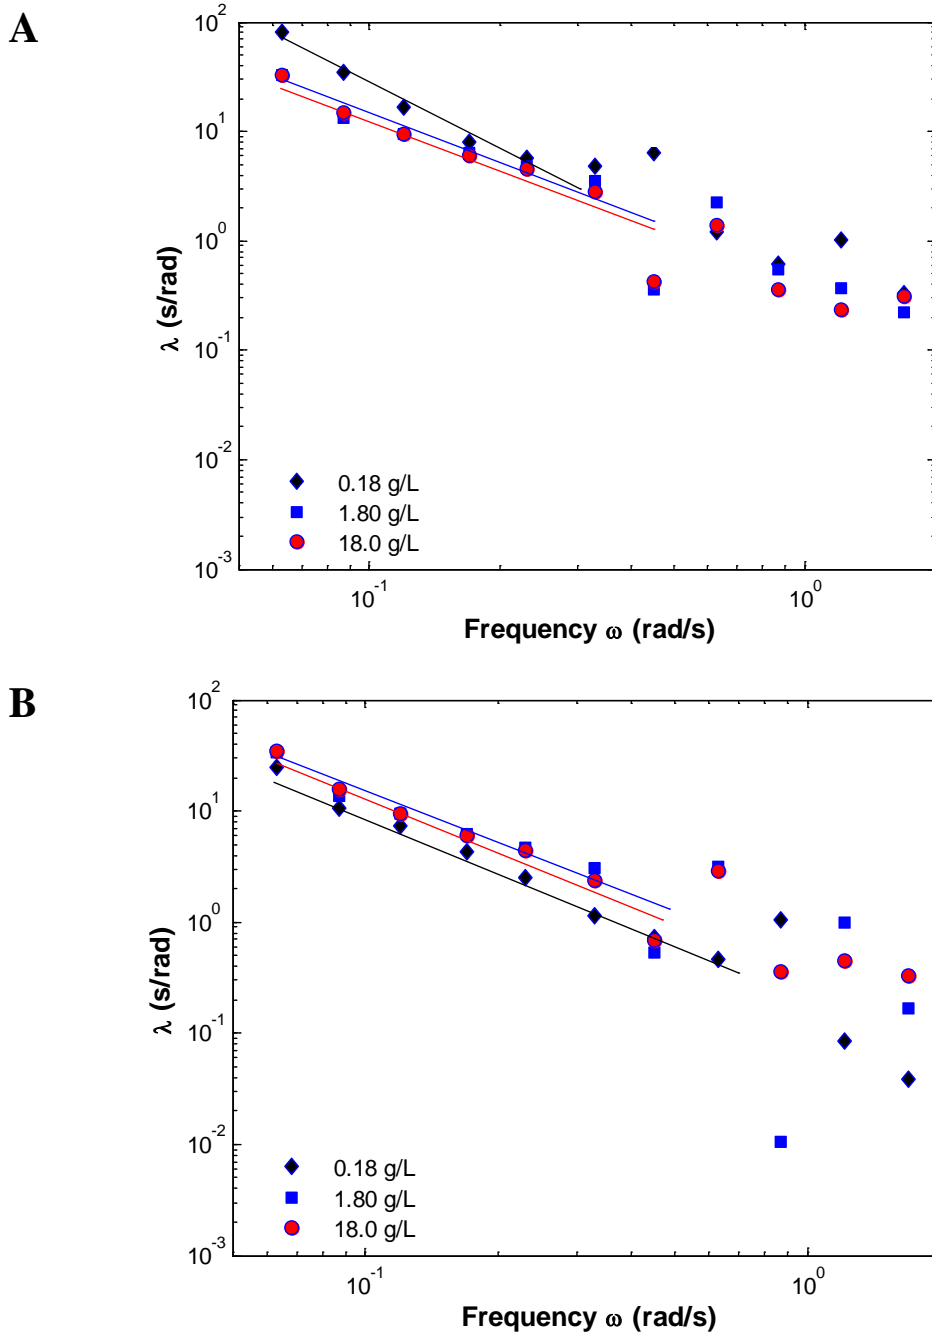 A
10^2
10^1
10^0
10^-1
10^-2
10^-3
λ (s/rad)
0.18 g/L
1.80 g/L
18.0 g/L
10^-1
10^0
Frequency ω (rad/s)
B
10^2
10^1
10^0
10^-1
10^-2
10^-3
λ (s/rad)
0.18 g/L
1.80 g/L
18.0 g/L
10^-1
10^0
Frequency ω (rad/s)